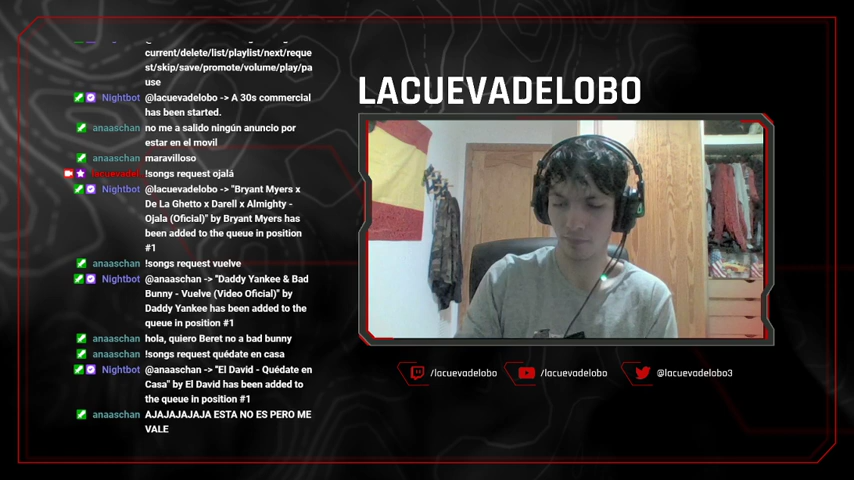 current/delete/list/playlist/next/reque
st/skip/save/promote/volume/play/pa
use
Nightbot @lacuevadelobo -> A 30s commercial
has been started.
anaaschan no me a salido ningún anuncio por
estar en el movil
anaaschan maravilloso
lacuevadel !songs request ojalá
Nightbot @lacuevadelobo -> "Bryant Myers x
De La Ghetto x Darell x Almighty -
Ojala (Oficial)" by Bryant Myers has
been added to the queue in position
#1
anaaschan !songs request vuelve
Nightbot @anaaschan -> "Daddy Yankee & Bad
Bunny - Vuelve (Video Oficial)" by
Daddy Yankee has been added to the
queue in position #1
anaaschan hola, quiero Beret no a bad bunny
anaaschan !songs request quédate en casa
Nightbot @anaaschan -> "El David - Quédate en
Casa" by El David has been added to
the queue in position #1
anaaschan AJAJAJAJAJA ESTA NO ES PERO ME
VALE
LACUEVADELOBO
/lacuevadelobo
/lacuevadelobo
@lacuevadelobo3